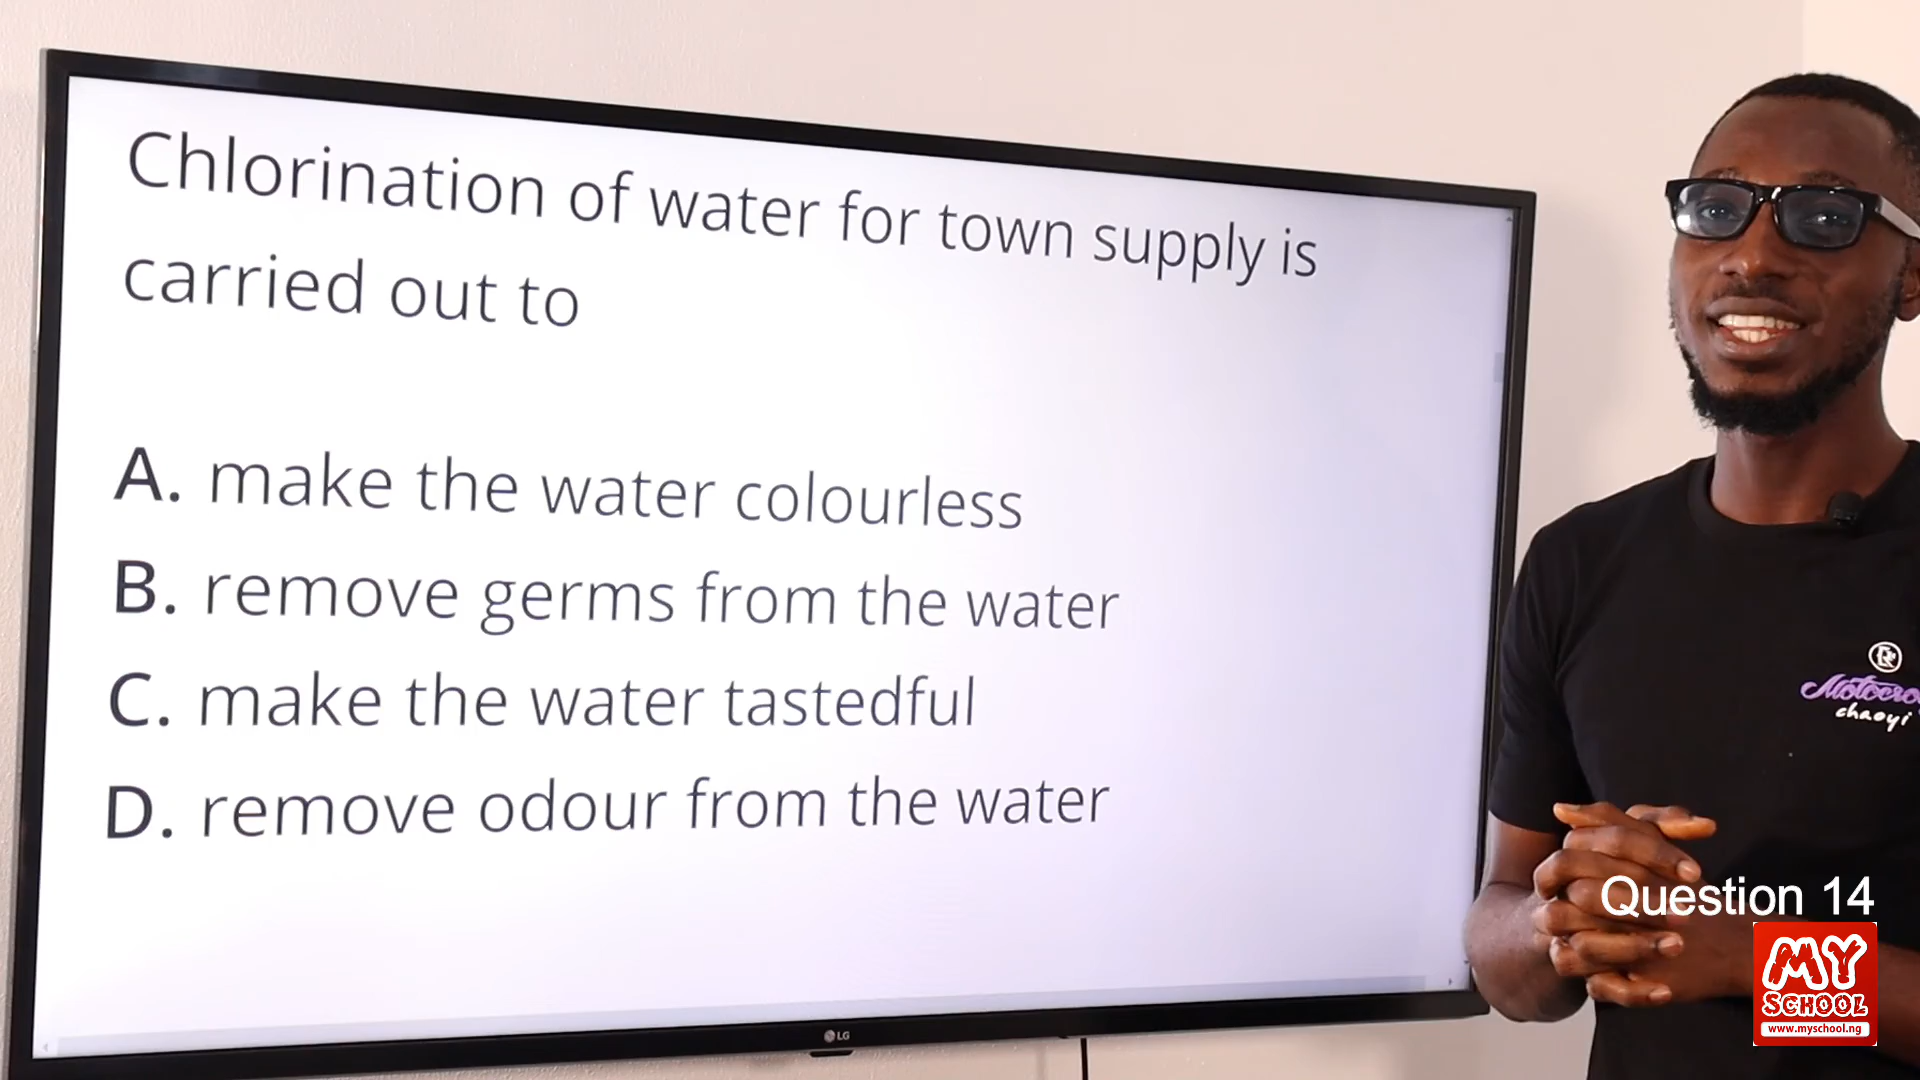 Chlorination of water for town supply is
carried out to
A. make the water colourless
B. remove germs from the water
C. make the water tastedful
D. remove odour from the water
LG
chaoyi
Question 14
MY
SCHOOL
www.myschool.ng